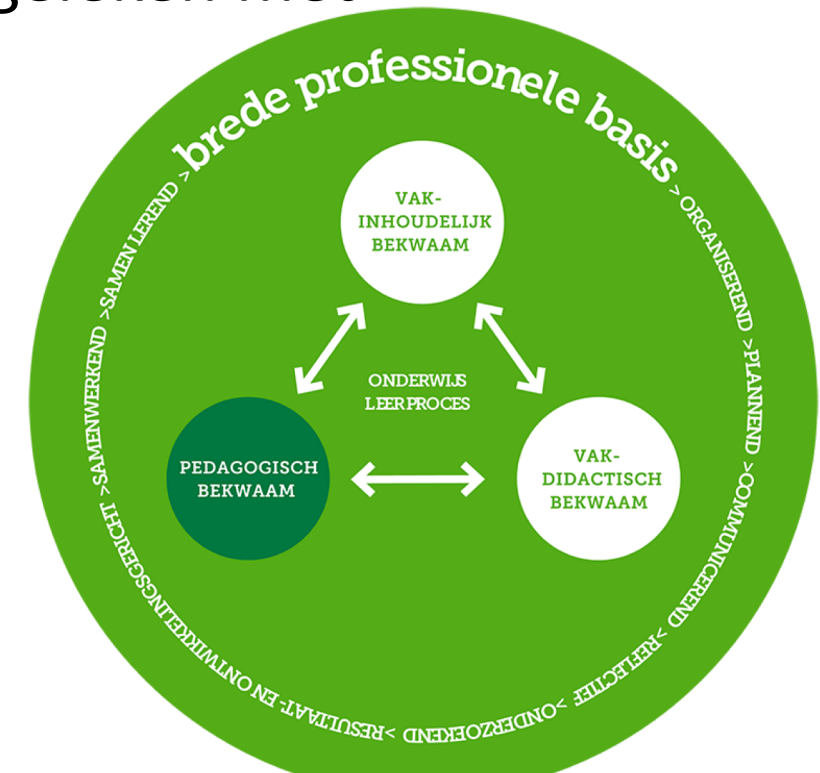 brede professionele basis
>ORGANISEREND >PLANNEND >COMMUNICEREND >REFLECTIEF >ONDERZOEKEND >RESULTAAT- EN ONTWIKKELINGSGERICHT >SAMENWERKEND >SAMEN LEREND >
VAK-
INHOUDELIJK
BEKWAAM
ONDERWIJS
LEERPROCES
PEDAGOGISCH
BEKWAAM
VAK-
DIDACTISCH
BEKWAAM